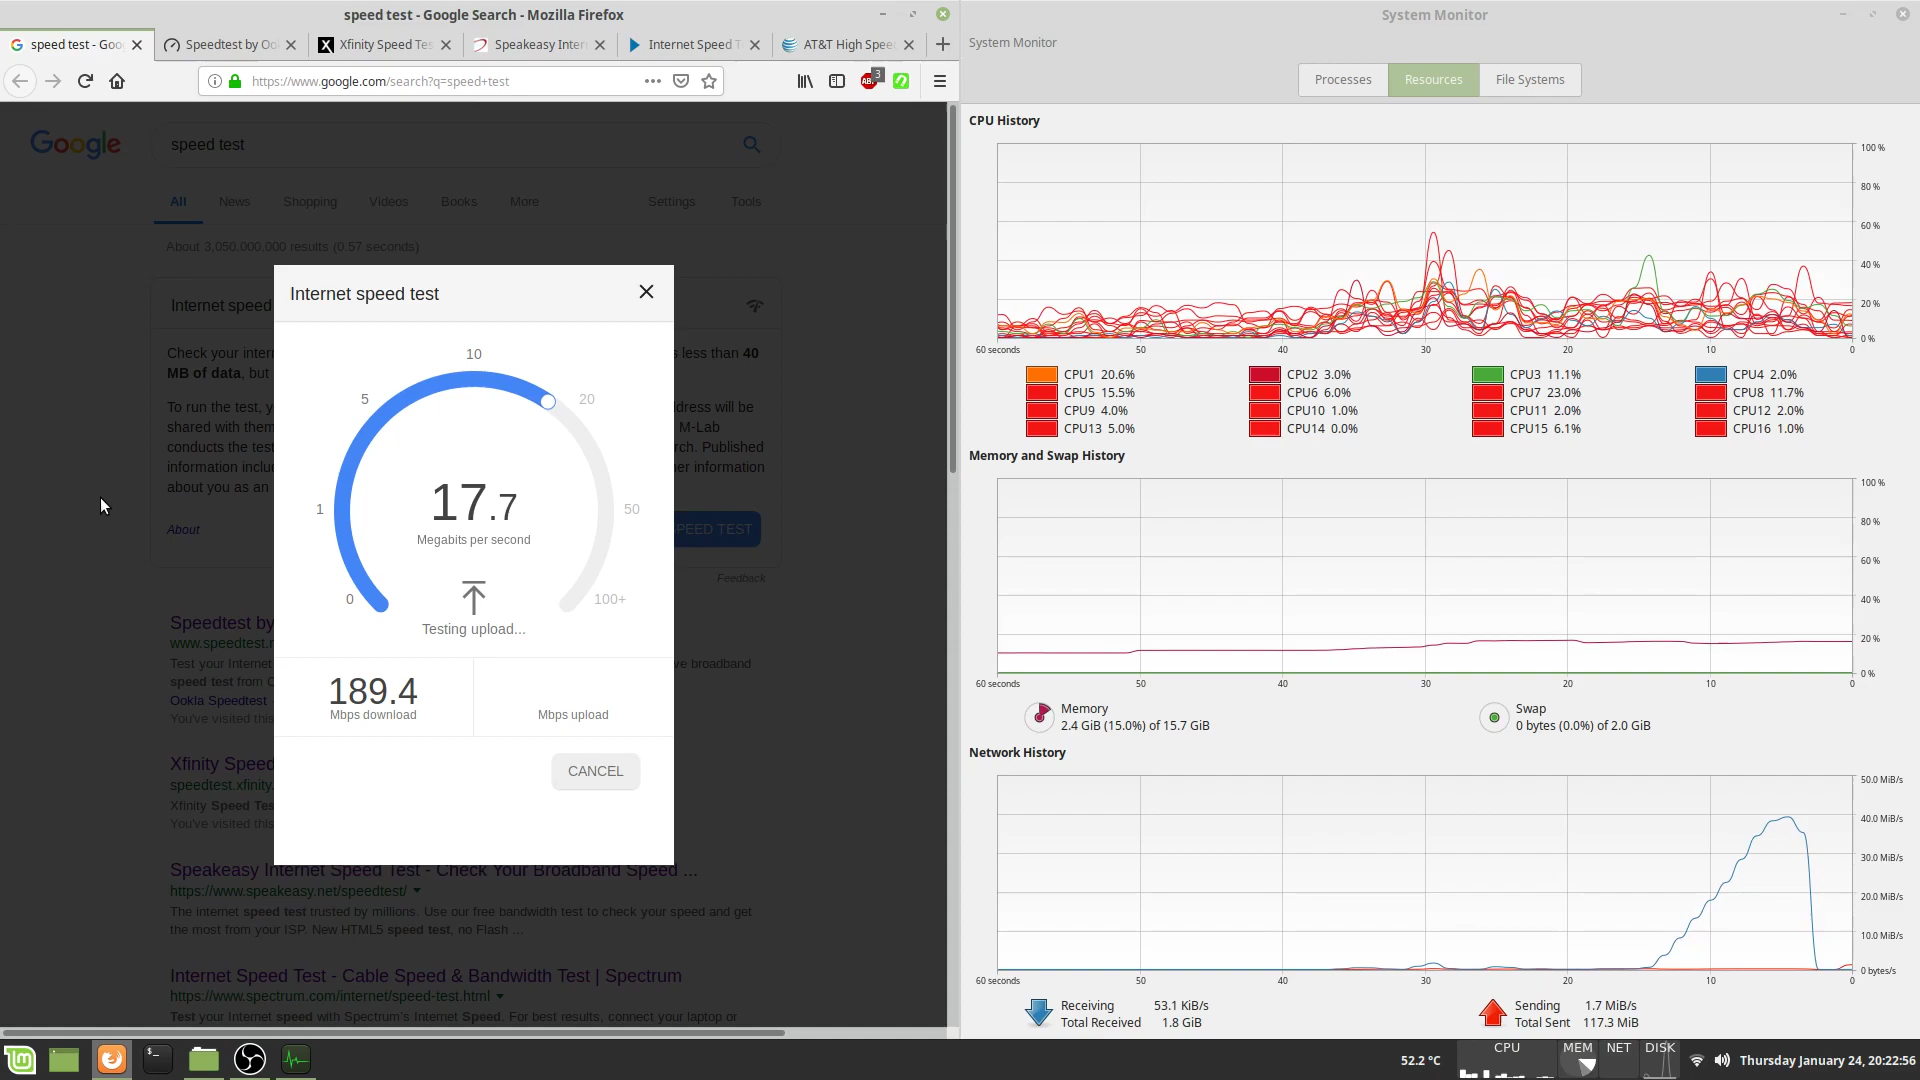 speed test - Google Search - Mozilla Firefox
speed test - Goo
Speedtest by Oo
Xfinity Speed Tes
Speakeasy Inter
Internet Speed T
AT&T High Spee
https://www.google.com/search?q=speed+test
3
Google
speed test
All News Shopping Videos Books More Settings Tools
About 3,050,000,000 results (0.57 seconds)
Internet speed
Check your inter
s less than 40
MB of data, but
To run the test, y
ddress will be
shared with them
M-Lab
conducts the test
rch. Published
information inclu
her information
about you as an
About
SPEED TEST
Feedback
Internet speed test
10
5
20
1
50
17.7
Megabits per second
0
100+
Testing upload...
189.4
Mbps download
Mbps upload
CANCEL
Speedtest by
www.speedtest.r
Test your Internet
ve broadband
speed test from O
Ookla Speedtest
You've visited this
Xfinity Speed
speedtest.xfinity.
Xfinity Speed Tes
You've visited this
Speakeasy Internet Speed Test - Check Your Broadband Speed ...
https://www.speakeasy.net/speedtest/
The internet speed test trusted by millions. Use our free bandwidth test to check your speed and get
the most from your ISP. New HTML5 speed test, no Flash ...
Internet Speed Test - Cable Speed & Bandwidth Test | Spectrum
https://www.spectrum.com/internet/speed-test.html
Test your Internet speed with Spectrum's Internet Speed. For best results, connect your laptop or
System Monitor
System Monitor
Processes Resources File Systems
CPU History
100 %
80 %
60 %
40 %
20 %
0 %
60 seconds 50 40 30 20 10 0
CPU1 20.6% CPU2 3.0% CPU3 11.1% CPU4 2.0%
CPU5 15.5% CPU6 6.0% CPU7 23.0% CPU8 11.7%
CPU9 4.0% CPU10 1.0% CPU11 2.0% CPU12 2.0%
CPU13 5.0% CPU14 0.0% CPU15 6.1% CPU16 1.0%
Memory and Swap History
100 %
80 %
60 %
40 %
20 %
0 %
60 seconds 50 40 30 20 10 0
Memory
2.4 GiB (15.0%) of 15.7 GiB
Swap
0 bytes (0.0%) of 2.0 GiB
Network History
50.0 MiB/s
40.0 MiB/s
30.0 MiB/s
20.0 MiB/s
10.0 MiB/s
0 bytes/s
60 seconds 50 40 30 20 10 0
Receiving 53.1 KiB/s
Total Received 1.8 GiB
Sending 1.7 MiB/s
Total Sent 117.3 MiB
52.2 °C
CPU MEM NET DISK
Thursday January 24, 20:22:56